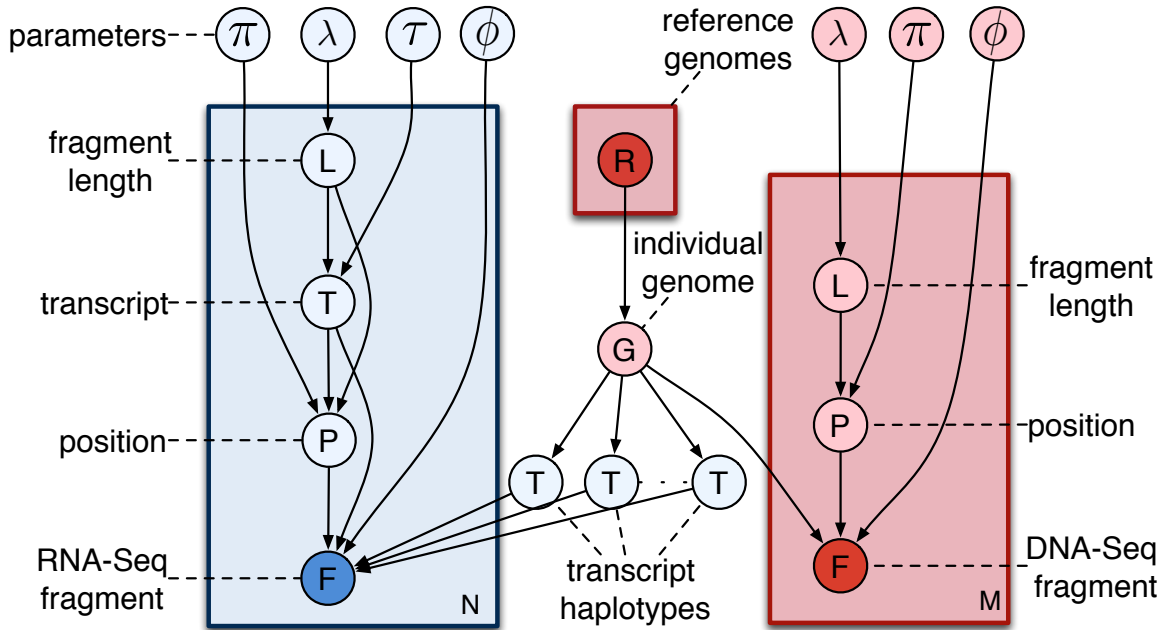 parameters
π
λ
τ
ϕ
reference
genomes
λ
π
ϕ
fragment
length
L
R
transcript
T
individual
genome
G
L
fragment
length
position
P
P
position
T
T
T
RNA-Seq
fragment
F
N
transcript
haplotypes
F
M
DNA-Seq
fragment